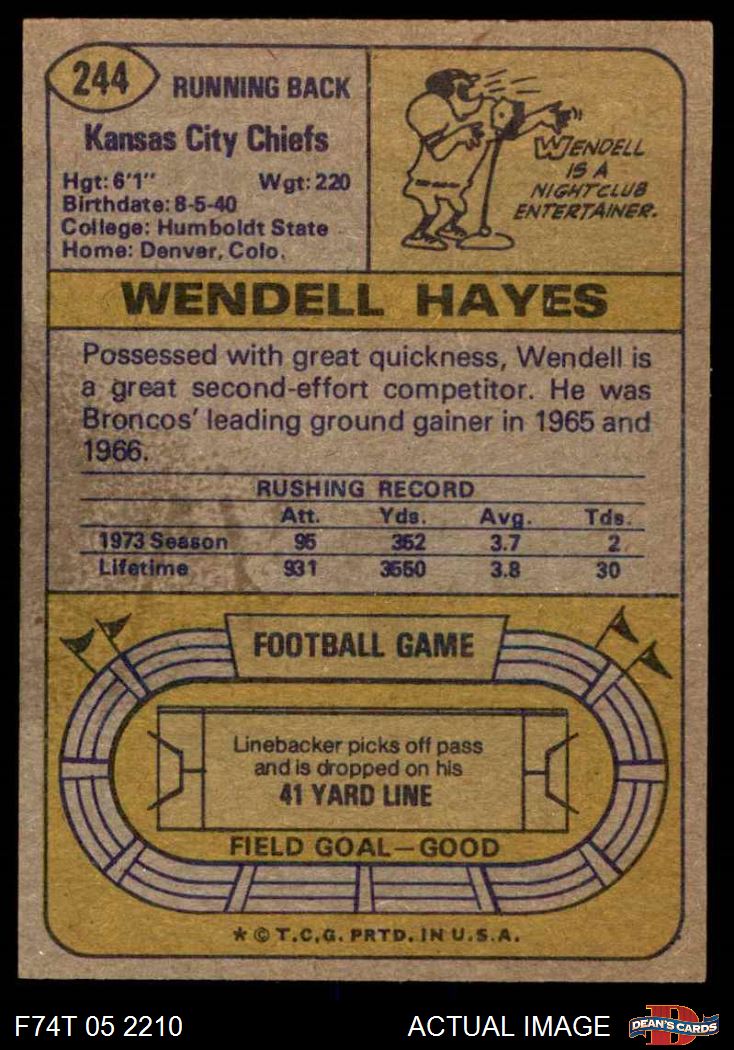 244
RUNNING BACK
Kansas City Chiefs
Hgt: 6'1" Wgt: 220
Birthdate: 8-5-40
College: Humboldt State
Home: Denver, Colo.
WENDELL
IS A
NIGHTCLUB
ENTERTAINER.
WENDELL HAYES
Possessed with great quickness, Wendell is
a great second-effort competitor. He was
Broncos' leading ground gainer in 1965 and
1966.
RUSHING RECORD
Att. Yds. Avg. Tds.
1973 Season 95 352 3.7 2
Lifetime 931 3550 3.8 30
FOOTBALL GAME
Linebacker picks off pass
and is dropped on his
41 YARD LINE
FIELD GOAL—GOOD
* © T.C.G. PRTD. IN U.S.A.
F74T 05 2210 ACTUAL IMAGE
D
DEAN'S CARDS